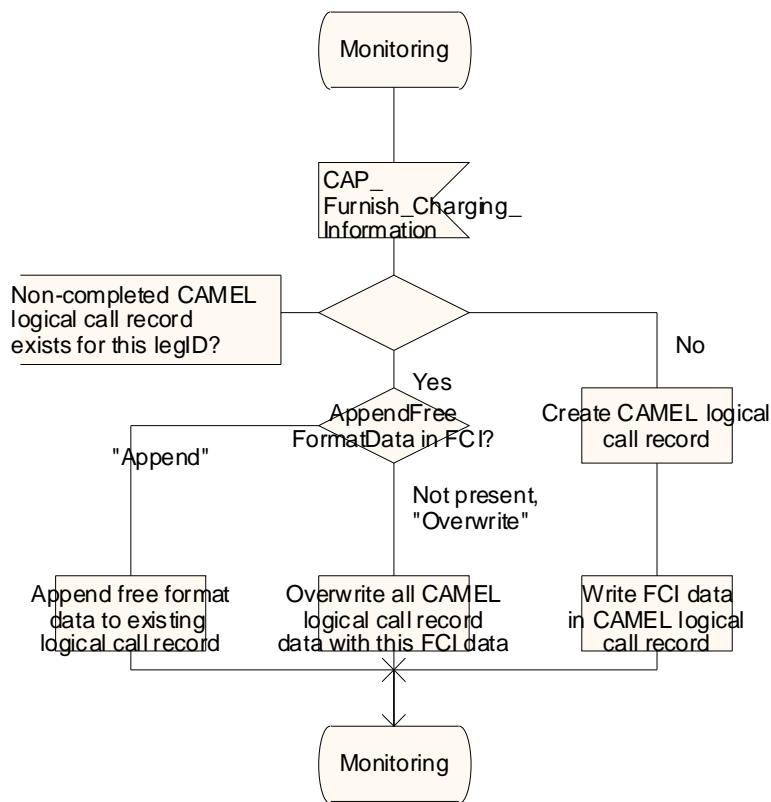 Monitoring
CAP_
Furnish_Charging_
Information
Non-completed CAMEL
logical call record
exists for this legID?
No
Yes
AppendFree
FormatData in FCI?
Create CAMEL logical
call record
"Append"
Not present,
"Overwrite"
Append free format
data to existing
logical call record
Overwrite all CAMEL
logical call record
data with this FCI data
Write FCI data
in CAMEL logical
call record
Monitoring